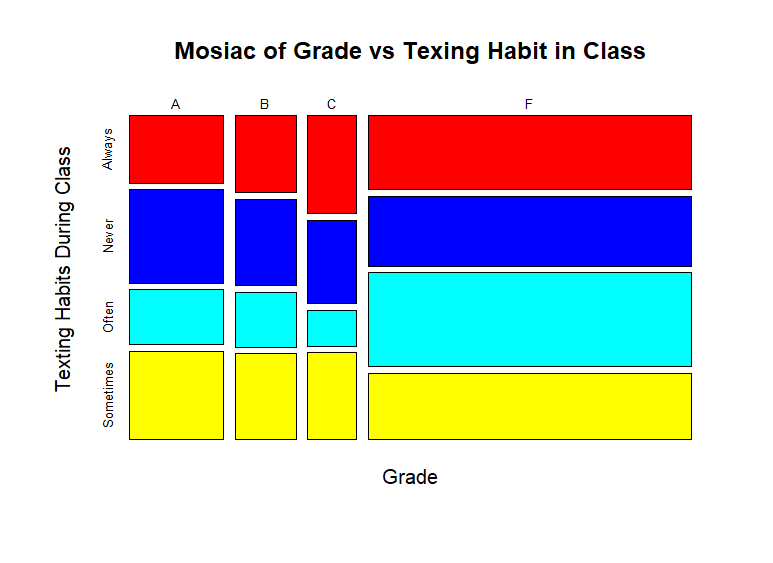 Mosiac of Grade vs Texing Habit in Class
A B C F
Always
Never
Often
Sometimes
Texting Habits During Class
Grade